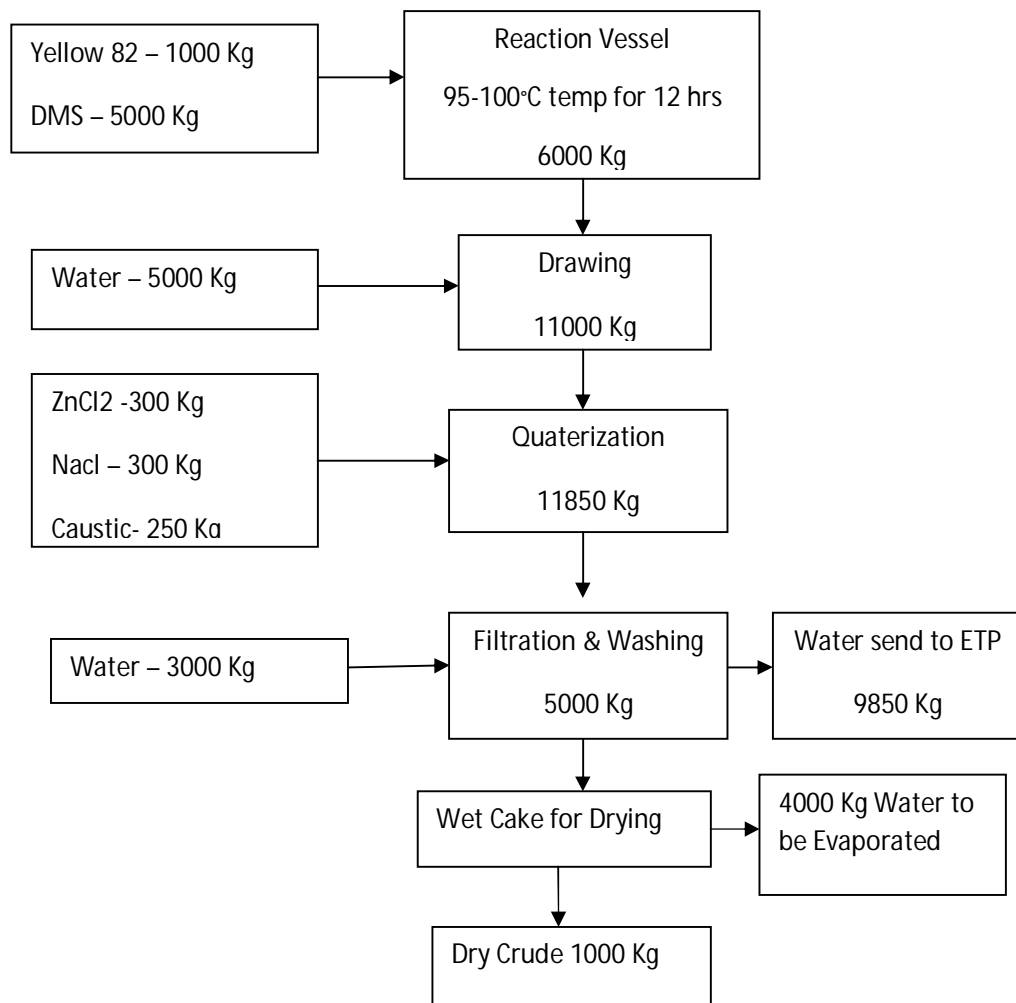 Yellow 82 – 1000 Kg
DMS – 5000 Kg
Reaction Vessel
95-100°C temp for 12 hrs
6000 Kg
Water – 5000 Kg
Drawing
11000 Kg
ZnCl2 -300 Kg
Nacl – 300 Kg
Caustic- 250 Kg
Quaterization
11850 Kg
Water – 3000 Kg
Filtration & Washing
5000 Kg
Water send to ETP
9850 Kg
Wet Cake for Drying
4000 Kg Water to
be Evaporated
Dry Crude 1000 Kg